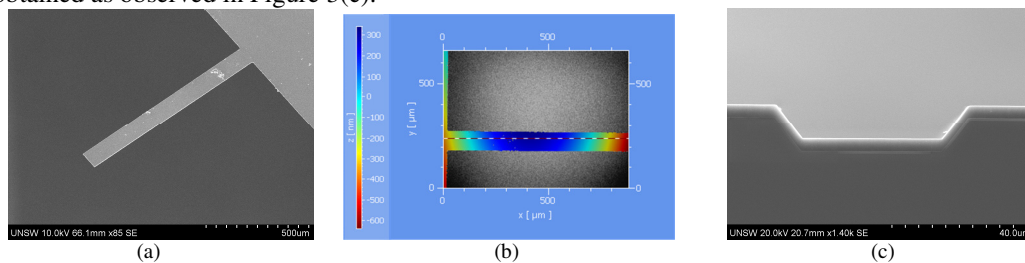 obtained as observed in Figure 3(c).
300
200
100
0
-100
-200
-300
-400
-500
-600
z [ nm ]
0
500
500
500
y [ µm ]
0
0
0
500
x [ µm ]
UNSW 10.0kV 66.1mm x85 SE
500um
UNSW 20.0kV 20.7mm x1.40k SE
40.0um
(a)
(b)
(c)